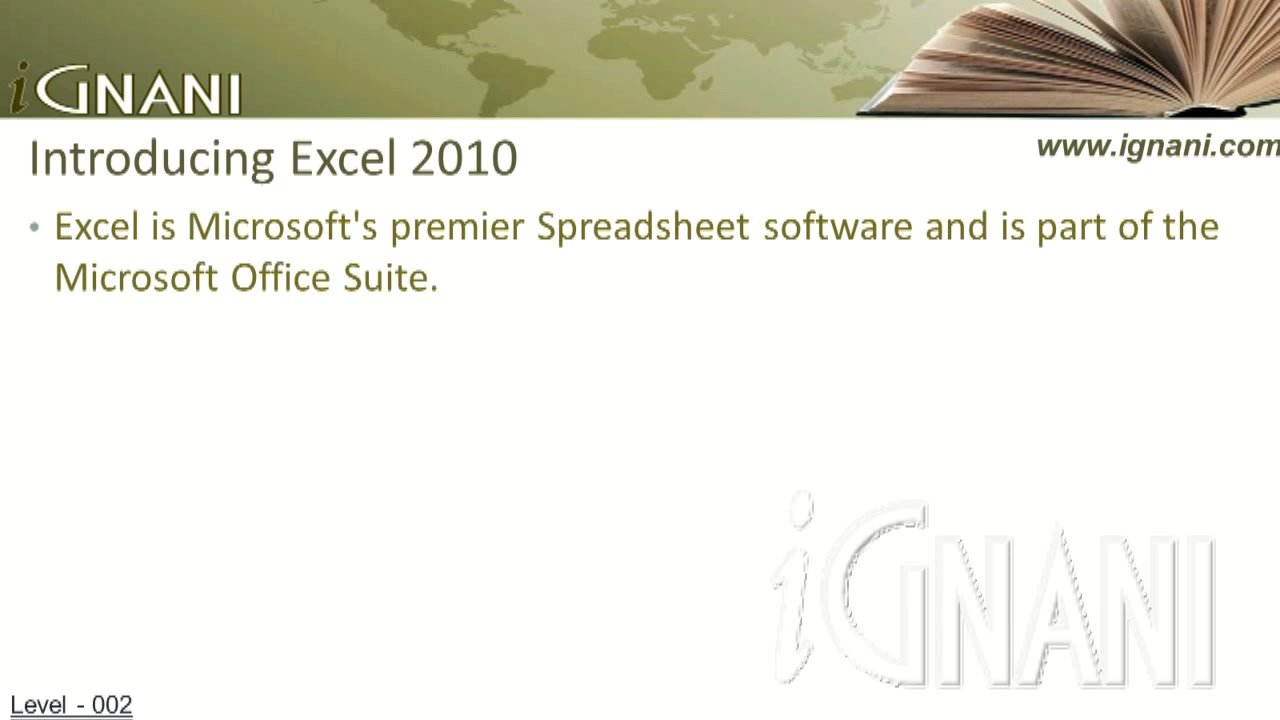 iGNANI
Introducing Excel 2010
www.ignani.com
• Excel is Microsoft's premier Spreadsheet software and is part of the
Microsoft Office Suite.
iGNANI
Level - 002